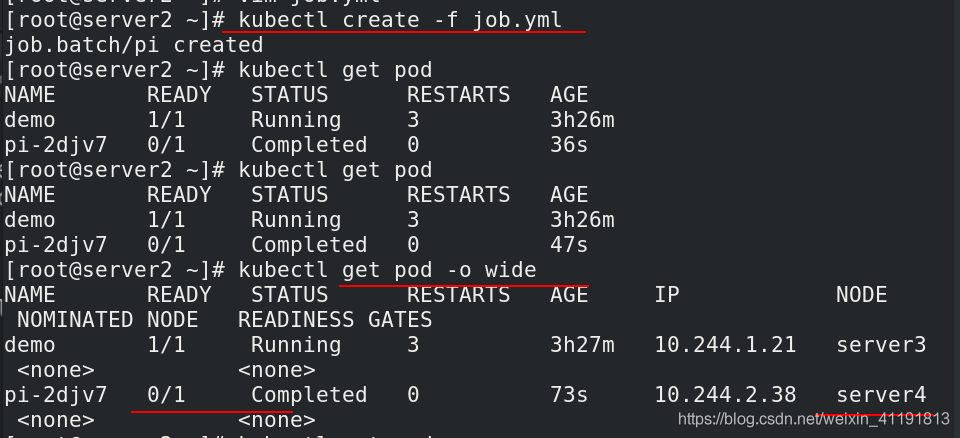 [root@server2 ~]# vim job.yml
[root@server2 ~]# kubectl create -f job.yml
job.batch/pi created
[root@server2 ~]# kubectl get pod
NAME READY STATUS RESTARTS AGE
demo 1/1 Running 3 3h26m
pi-2djv7 0/1 Completed 0 36s
[root@server2 ~]# kubectl get pod
NAME READY STATUS RESTARTS AGE
demo 1/1 Running 3 3h26m
pi-2djv7 0/1 Completed 0 47s
[root@server2 ~]# kubectl get pod -o wide
NAME READY STATUS RESTARTS AGE IP NODE
NOMINATED NODE READINESS GATES
demo 1/1 Running 3 3h27m 10.244.1.21 server3
<none> <none>
pi-2djv7 0/1 Completed 0 73s 10.244.2.38 server4
<none> <none>
https://blog.csdn.net/weixin_41191813